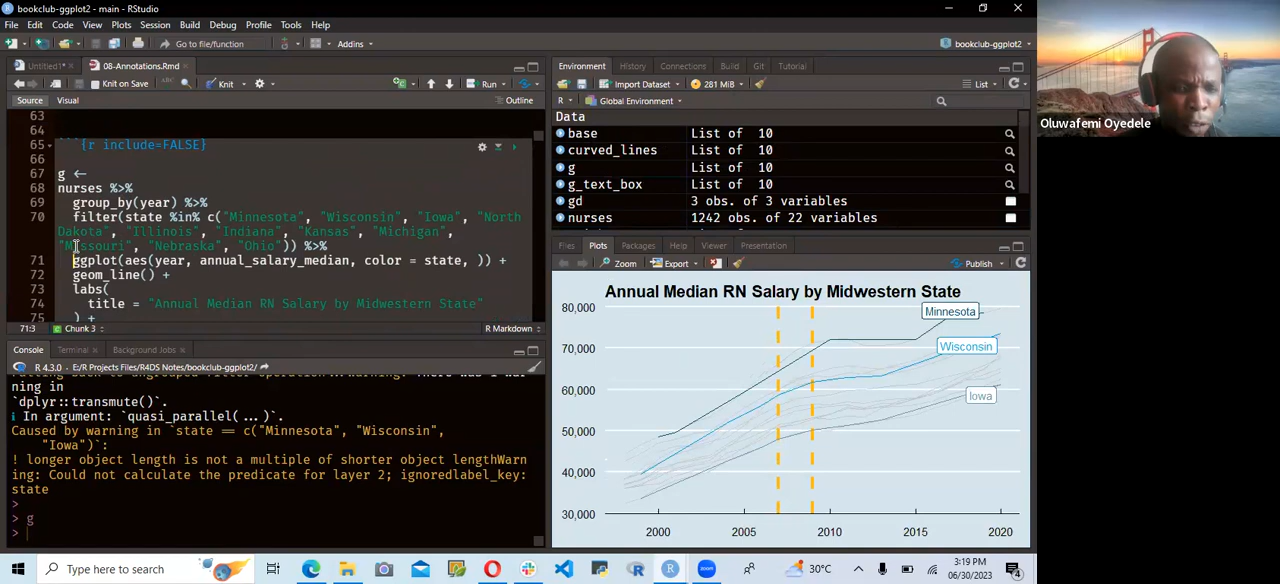 bookclub-ggplot2 - main - RStudio
File Edit Code View Plots Session Build Debug Profile Tools Help
Go to file/function
Addins
bookclub-ggplot2
Untitled1*
08-Annotations.Rmd
Knit on Save
ABC
Knit
Run
Source Visual
Outline
63
64
65 ```{r include=FALSE}
66
67 g ←
68 nurses %>%
69 group_by(year) %>%
70 filter(state %in% c("Minnesota", "Wisconsin", "Iowa", "North
Dakota", "Illinois", "Indiana", "Kansas", "Michigan",
"Missouri", "Nebraska", "Ohio")) %>%
71 ggplot(aes(year, annual_salary_median, color = state, )) +
72 geom_line() +
73 labs(
74 title = "Annual Median RN Salary by Midwestern State"
75 ) +
71:3 Chunk 3 R Markdown
Console Terminal Background Jobs
R 4.3.0 · E:/R Projects/Files/R4DS Notes/bookclub-ggplot2/
ning in
`dplyr::transmute()`.
i In argument: `quasi_parallel(...)`.
Caused by warning in `state == c("Minnesota", "Wisconsin",
"Iowa")`:
! longer object length is not a multiple of shorter object lengthWarn
ing: Could not calculate the predicate for layer 2; ignoredlabel_key:
state
>
> g
>
Environment History Connections Build Git Tutorial
Import Dataset 281 MiB List
R Global Environment
Data
base List of 10
curved_lines List of 10
g List of 10
g_text_box List of 10
gd 3 obs. of 3 variables
nurses 1242 obs. of 22 variables
Files Plots Packages Help Viewer Presentation
Zoom Export Publish
Annual Median RN Salary by Midwestern State
80,000
70,000
60,000
50,000
40,000
30,000
2000 2005 2010 2015 2020
Minnesota
Wisconsin
Iowa
Oluwafemi Oyedele
Type here to search
zoom
30°C
3:19 PM
06/30/2023
4